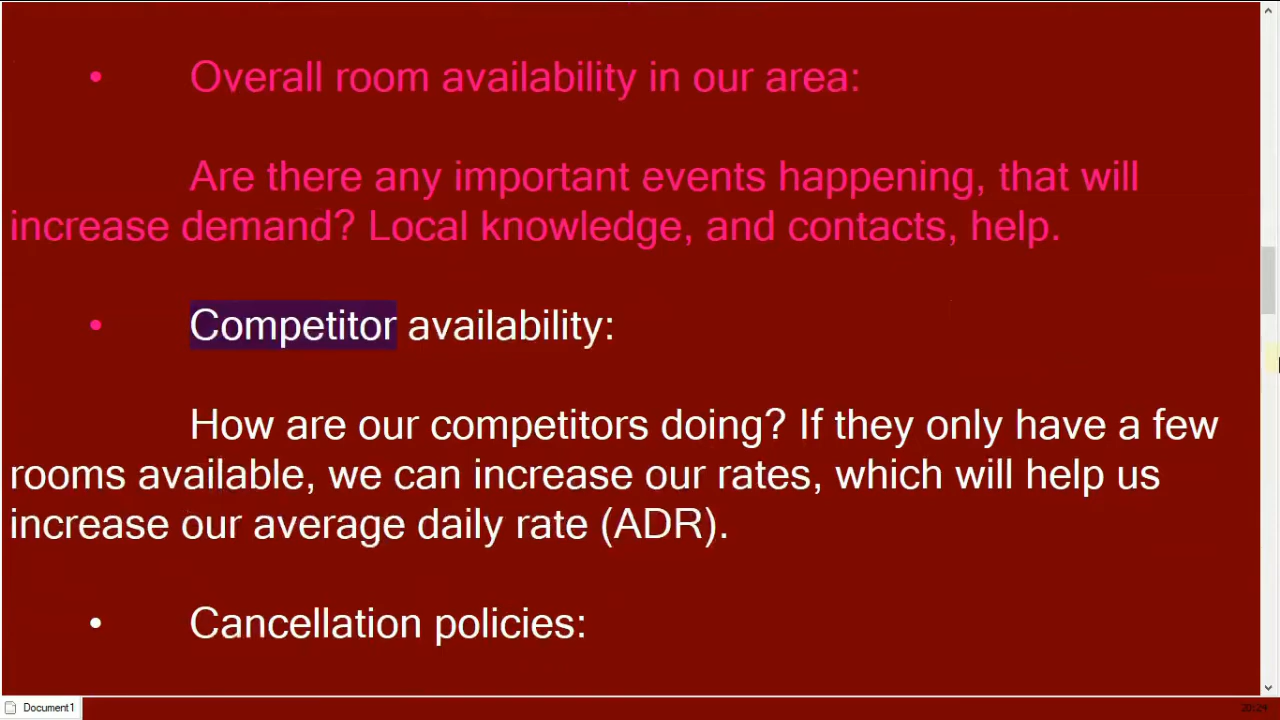 • Overall room availability in our area:
Are there any important events happening, that will
increase demand? Local knowledge, and contacts, help.
• Competitor availability:
How are our competitors doing? If they only have a few
rooms available, we can increase our rates, which will help us
increase our average daily rate (ADR).
• Cancellation policies:
Document1
20:24